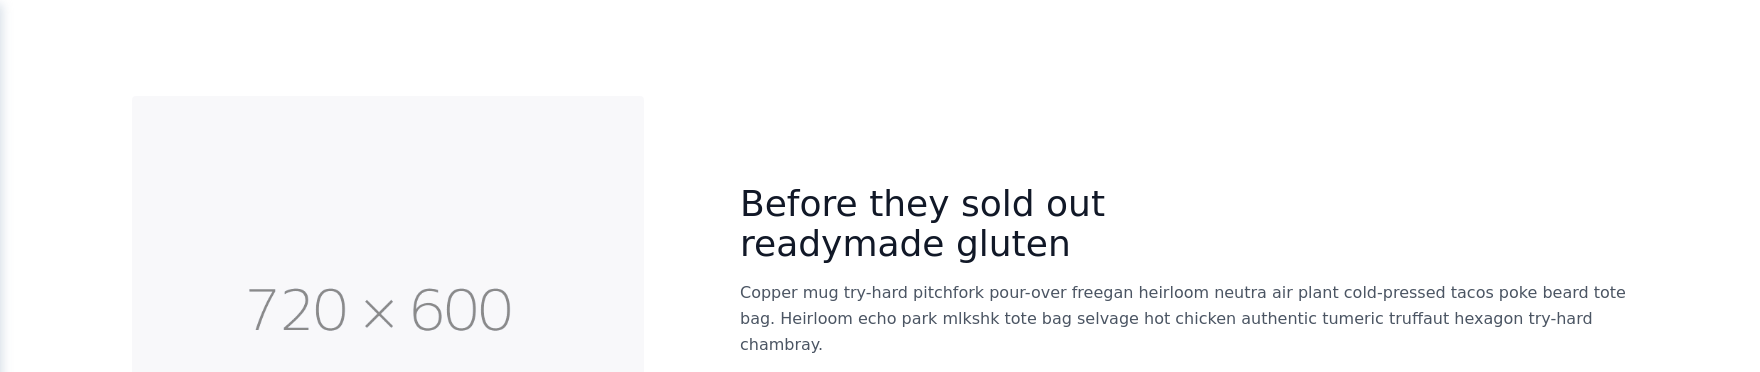 720 × 600
Before they sold out
readymade gluten
Copper mug try-hard pitchfork pour-over freegan heirloom neutra air plant cold-pressed tacos poke beard tote
bag. Heirloom echo park mlkshk tote bag selvage hot chicken authentic tumeric truffaut hexagon try-hard
chambray.